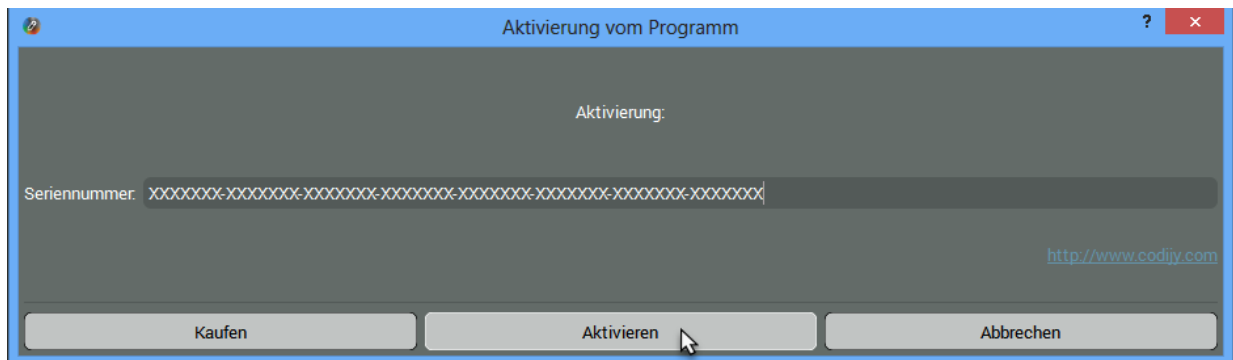 Aktivierung vom Programm
?
Aktivierung:
Seriennummer: XXXXXXX-XXXXXXX-XXXXXXX-XXXXXXX-XXXXXXX-XXXXXXX-XXXXXXX-XXXXXXX
http://www.codijy.com
Kaufen Aktivieren Abbrechen